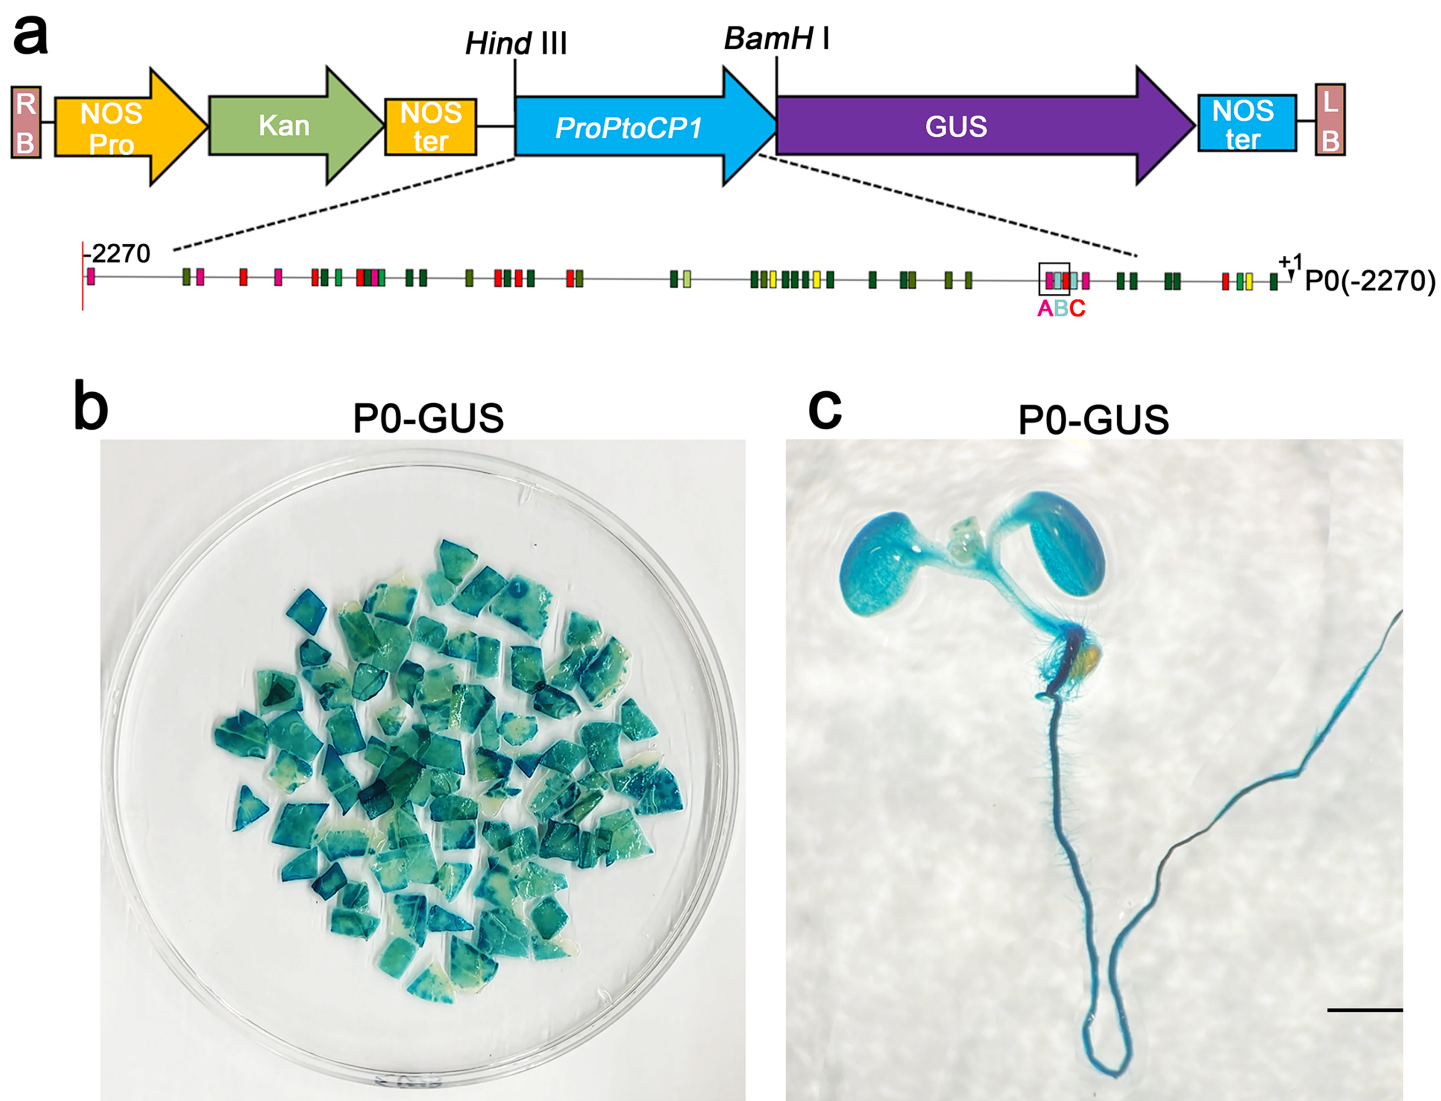 a
Hind III
BamH I
R
B
NOS
Pro
Kan
NOS
ter
ProPtoCP1
GUS
NOS
ter
L
B
-2270
+1
P0(-2270)
ABC
b
P0-GUS
c
P0-GUS